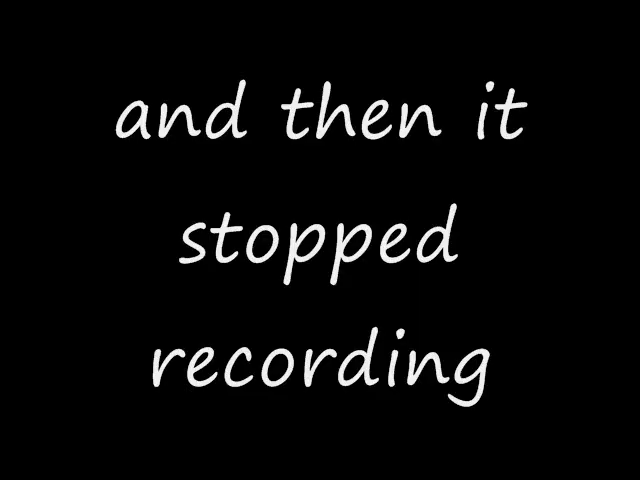 and then it
stopped
recording